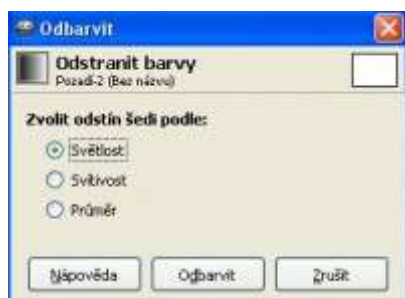 Odbarvit
Odstranit barvy
Pozadí-2 (Bez názvu)
Zvolit odstín šedi podle:
Světlost
Svítivost
Průměr
Nápověda
Odbarvit
Zrušit